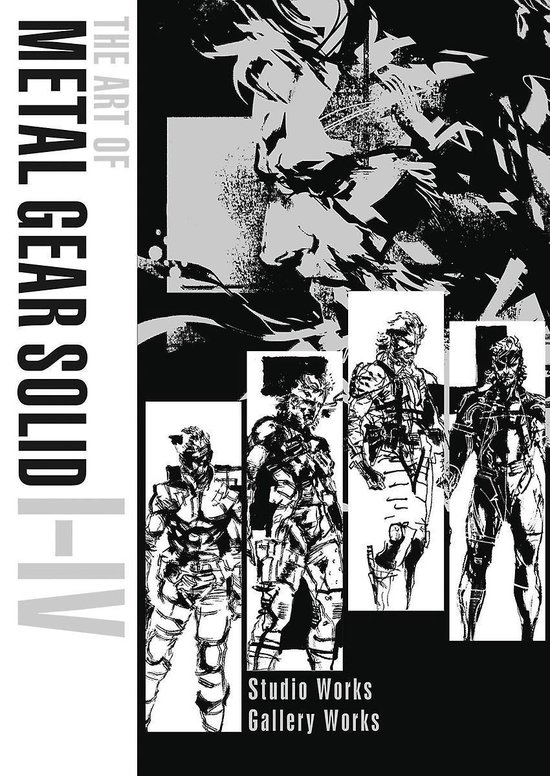 THE ART OF
METAL GEAR SOLID I-IV
Studio Works
Gallery Works